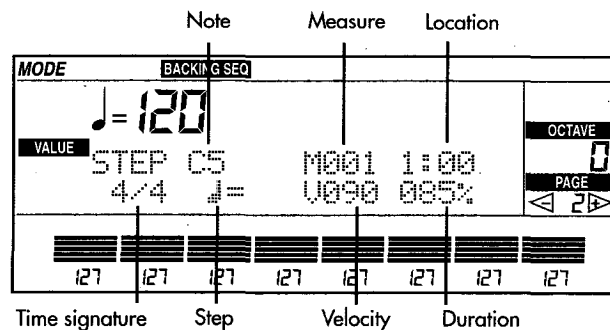 Note Measure Location
MODE BACKING SEQ
♩=120
OCTAVE
0
VALUE STEP C5 M001 1:00
PAGE
4/4 ♩= V090 085%
- 2 +
127 127 127 127 127 127 127 127
Time signature Step Velocity Duration